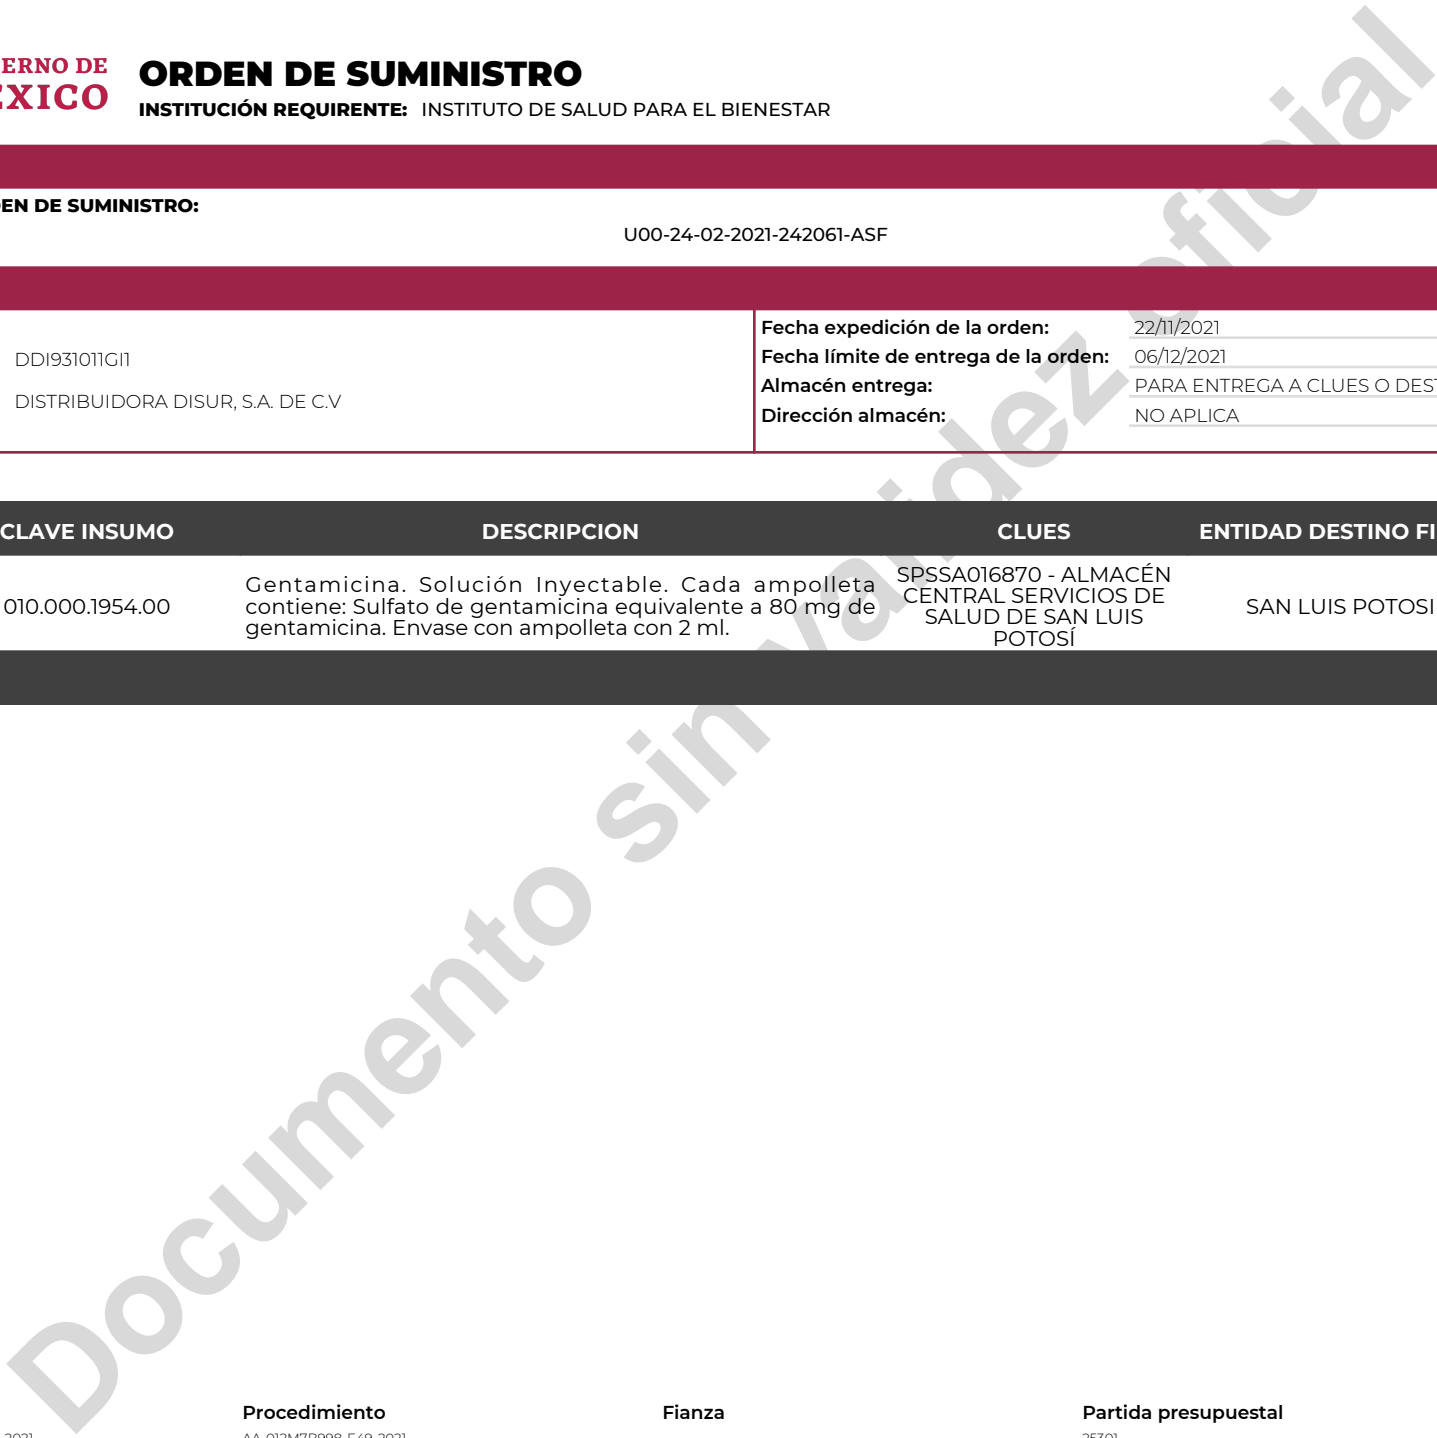 ERNO DE
ORDEN DE SUMINISTRO
EXICO
INSTITUCIÓN REQUIRENTE: INSTITUTO DE SALUD PARA EL BIENESTAR
EN DE SUMINISTRO:
U00-24-02-2021-242061-ASF
DDI931011GI1
DISTRIBUIDORA DISUR, S.A. DE C.V
Fecha expedición de la orden: 22/11/2021
Fecha límite de entrega de la orden: 06/12/2021
Almacén entrega: PARA ENTREGA A CLUES O DEST
Dirección almacén: NO APLICA
CLAVE INSUMO DESCRIPCION CLUES ENTIDAD DESTINO FI
010.000.1954.00
Gentamicina. Solución Inyectable. Cada ampolleta
contiene: Sulfato de gentamicina equivalente a 80 mg de
gentamicina. Envase con ampolleta con 2 ml.
SPSSA016870 - ALMACÉN
CENTRAL SERVICIOS DE
SALUD DE SAN LUIS
POTOSÍ
SAN LUIS POTOSI
Documento sin validez oficial
Procedimiento Fianza Partida presupuestal